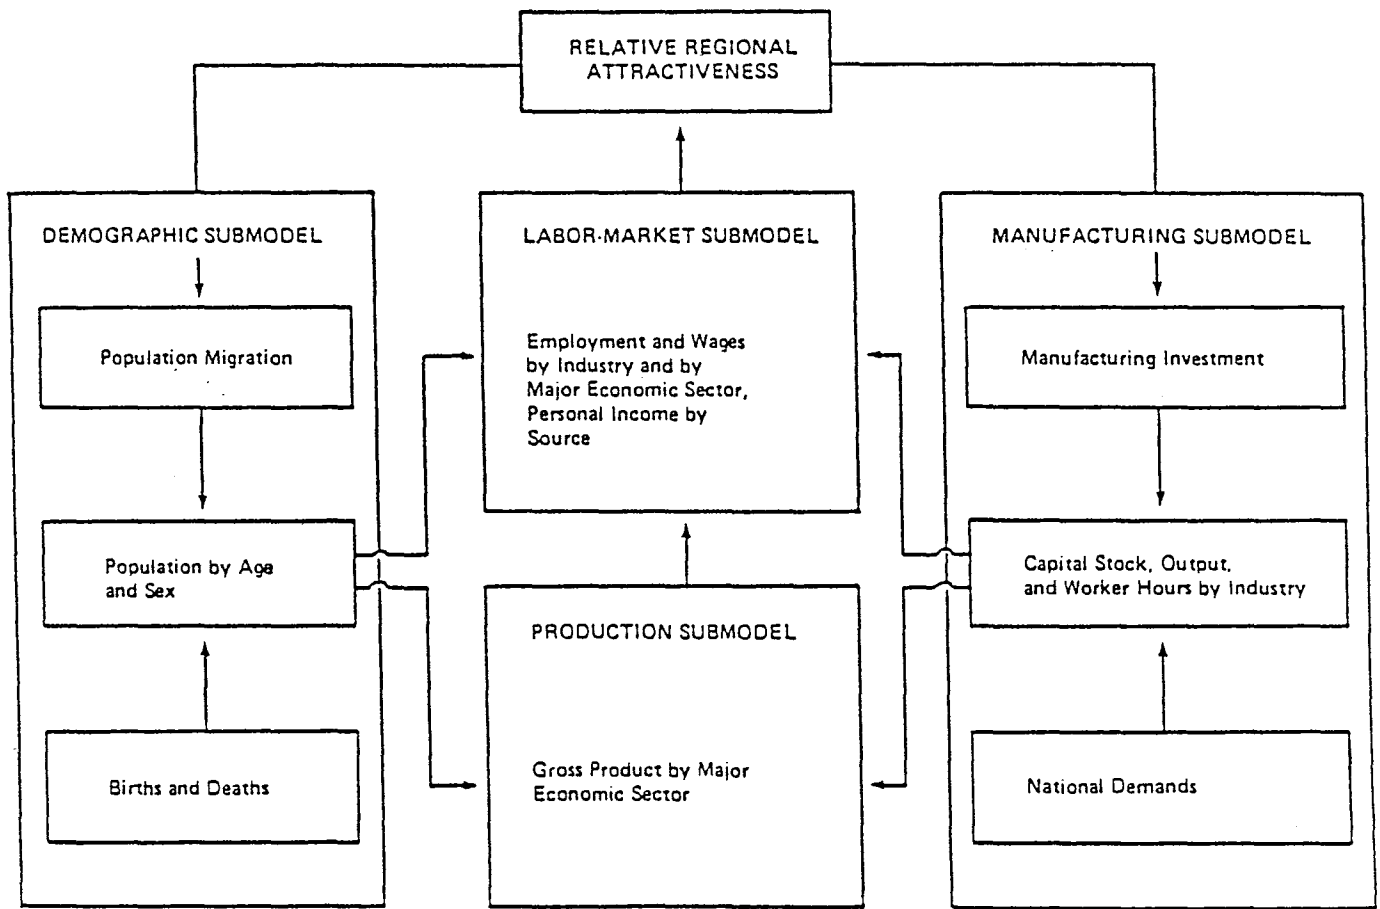 RELATIVE REGIONAL
ATTRACTIVENESS
DEMOGRAPHIC SUBMODEL
Population Migration
Population by Age
and Sex
Births and Deaths
LABOR-MARKET SUBMODEL
Employment and Wages
by Industry and by
Major Economic Sector,
Personal Income by
Source
PRODUCTION SUBMODEL
Gross Product by Major
Economic Sector
MANUFACTURING SUBMODEL
Manufacturing Investment
Capital Stock, Output,
and Worker Hours by Industry
National Demands